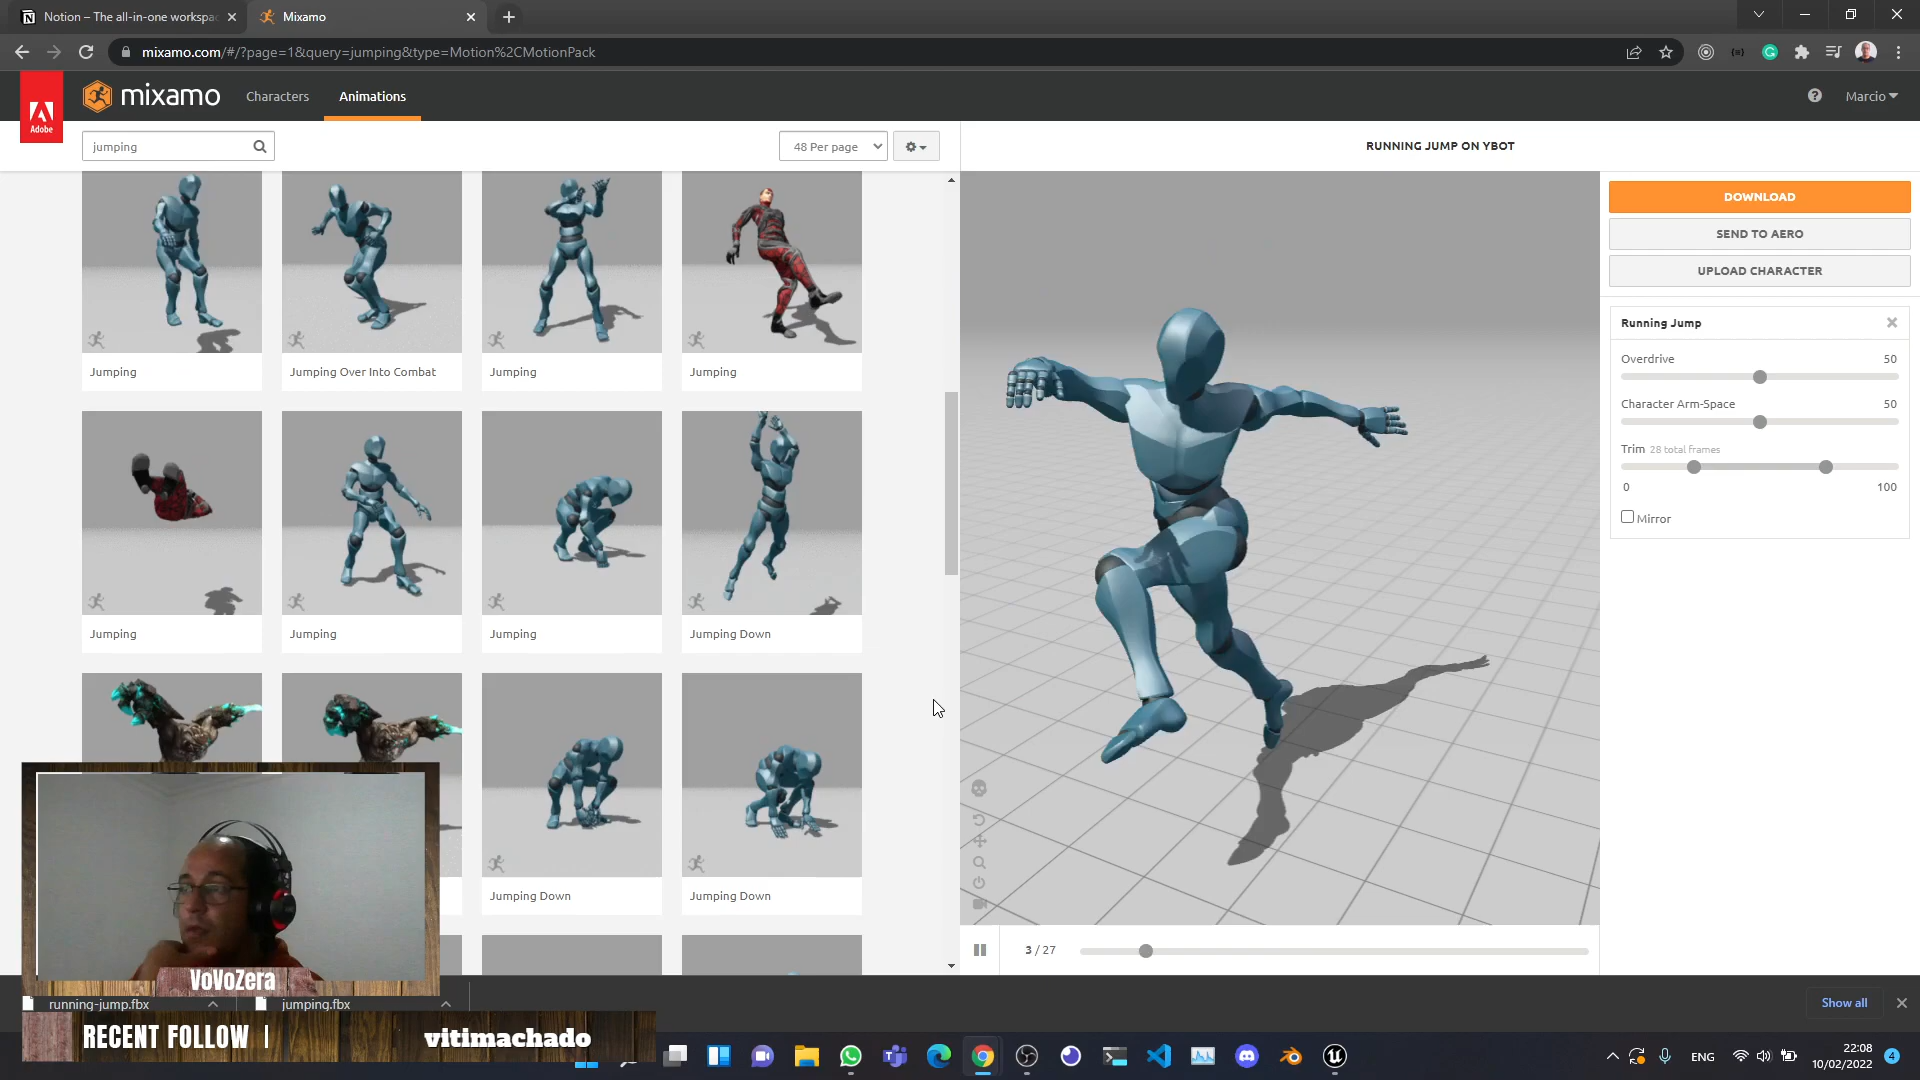 Notion – The all-in-one workspac
Mixamo
mixamo.com/#/?page=1&query=jumping&type=Motion%2CMotionPack
Adobe
mixamo
Characters
Animations
Marcio
jumping
48 Per page
RUNNING JUMP ON YBOT
DOWNLOAD
SEND TO AERO
UPLOAD CHARACTER
Running Jump
Overdrive 50
Character Arm-Space 50
Trim 28 total frames
0 100
Mirror
Jumping
Jumping Over Into Combat
Jumping
Jumping
Jumping
Jumping
Jumping
Jumping Down
Jumping Down
Jumping Down
3 / 27
VoVoZera
running-jump.fbx
jumping.fbx
Show all
RECENT FOLLOW |
vitimachado
ENG
22:08
10/02/2022
4